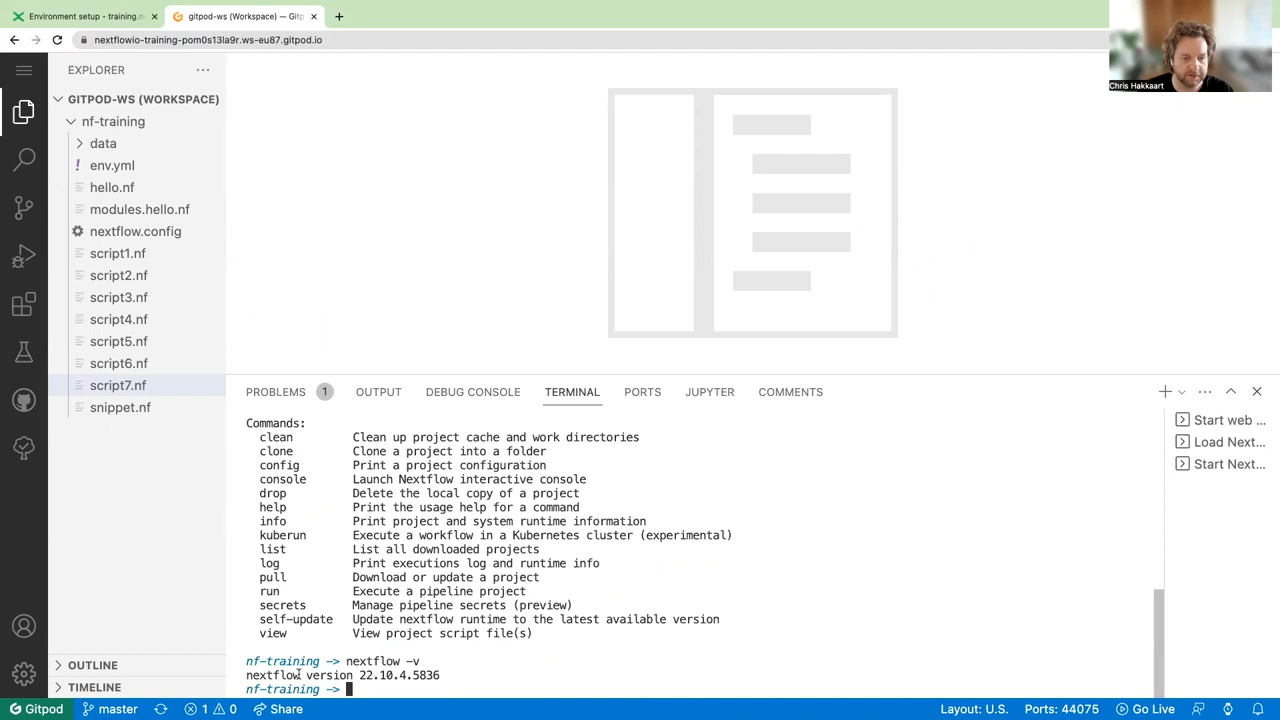 Environment setup - training.n
gitpod-ws (Workspace) — Gitp
nextflowio-training-pom0s13la9r.ws-eu87.gitpod.io
Chris Hakkaart
EXPLORER
GITPOD-WS (WORKSPACE)
nf-training
data
env.yml
hello.nf
modules.hello.nf
nextflow.config
script1.nf
script2.nf
script3.nf
script4.nf
script5.nf
script6.nf
script7.nf
snippet.nf
OUTLINE
TIMELINE
PROBLEMS 1 OUTPUT DEBUG CONSOLE TERMINAL PORTS JUPYTER COMMENTS
Commands:
clean Clean up project cache and work directories
clone Clone a project into a folder
config Print a project configuration
console Launch Nextflow interactive console
drop Delete the local copy of a project
help Print the usage help for a command
info Print project and system runtime information
kuberun Execute a workflow in a Kubernetes cluster (experimental)
list List all downloaded projects
log Print executions log and runtime info
pull Download or update a project
run Execute a pipeline project
secrets Manage pipeline secrets (preview)
self-update Update nextflow runtime to the latest available version
view View project script file(s)
nf-training -> nextflow -v
nextflow version 22.10.4.5836
nf-training ->
Start web ...
Load Next...
Start Next...
Gitpod master 1 0 Share Layout: U.S. Ports: 44075 Go Live